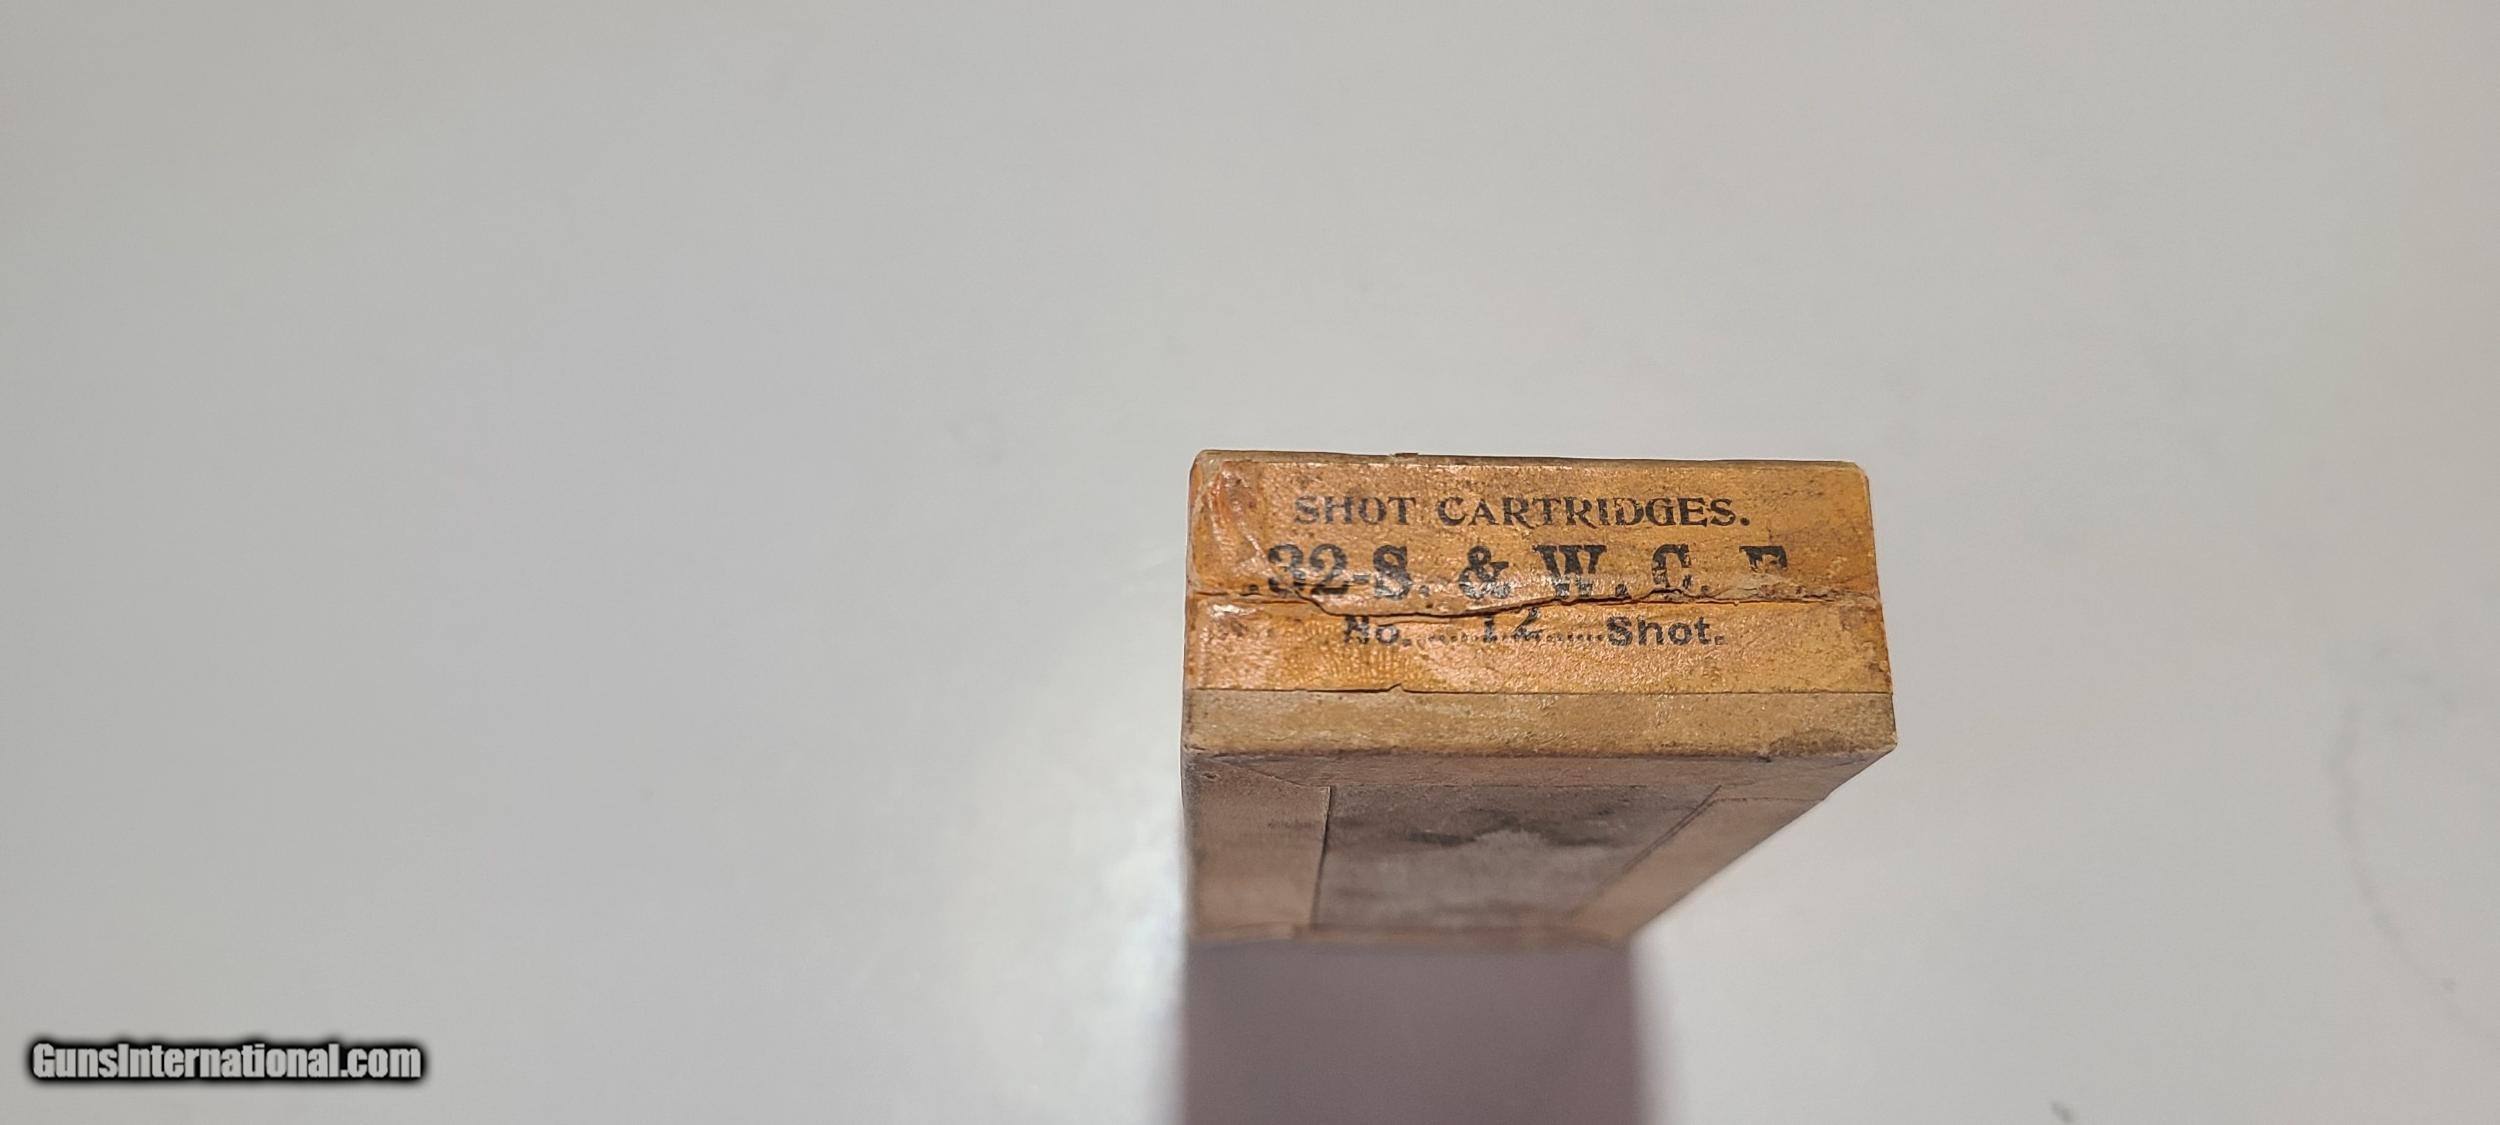 SHOT CARTRIDGES.
.32-S. & W. C. F.
No. 12 Shot.
GunsInternational.com